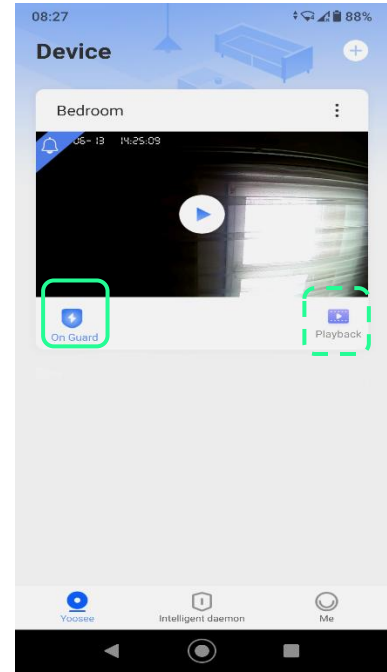 08:27 88%
Device
Bedroom
06-13 14:25:09
On Guard
Playback
Yoosee
Intelligent daemon
Me